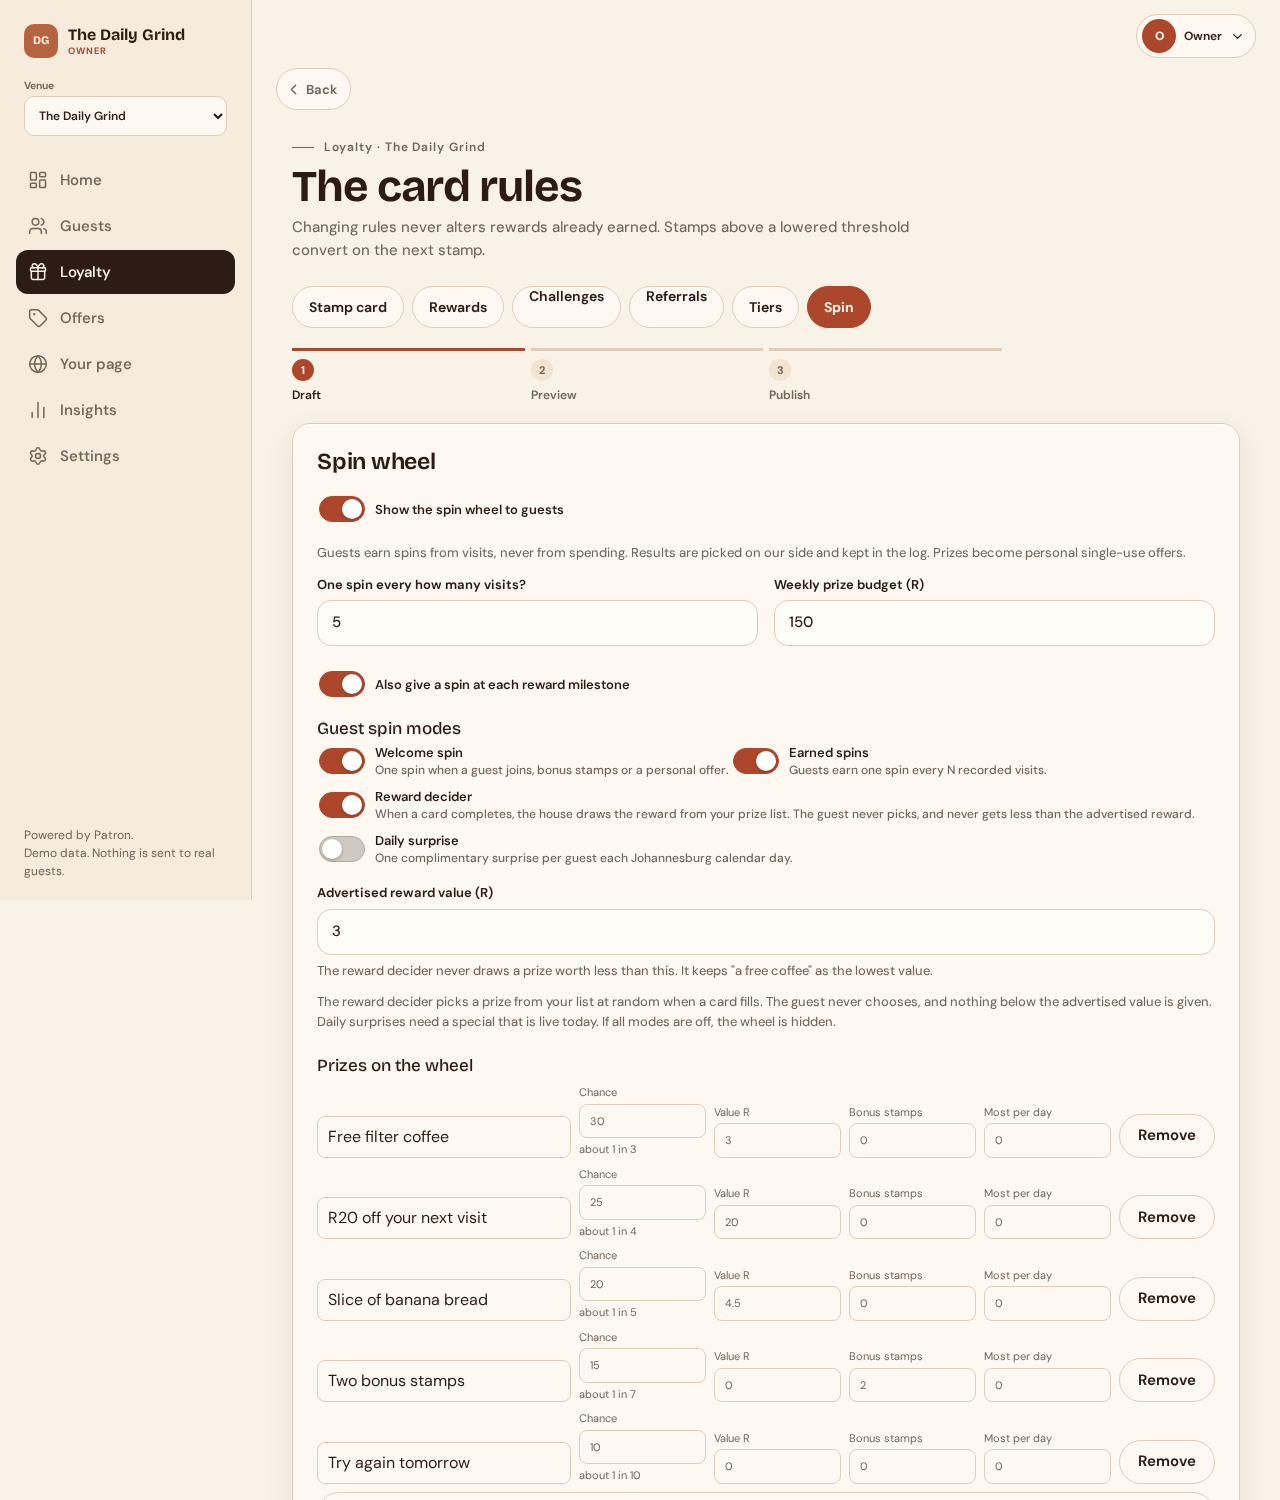 DG
The Daily Grind
OWNER
Venue
The Daily Grind
Home
Guests
Loyalty
Offers
Your page
Insights
Settings
Powered by Patron.
Demo data. Nothing is sent to real
guests.
O
Owner
Back
Loyalty · The Daily Grind
The card rules
Changing rules never alters rewards already earned. Stamps above a lowered threshold
convert on the next stamp.
Stamp card
Rewards
Challenges
Referrals
Tiers
Spin
1
Draft
2
Preview
3
Publish
Spin wheel
Show the spin wheel to guests
Guests earn spins from visits, never from spending. Results are picked on our side and kept in the log. Prizes become personal single-use offers.
One spin every how many visits?
5
Weekly prize budget (R)
150
Also give a spin at each reward milestone
Guest spin modes
Welcome spin
One spin when a guest joins, bonus stamps or a personal offer.
Earned spins
Guests earn one spin every N recorded visits.
Reward decider
When a card completes, the house draws the reward from your prize list. The guest never picks, and never gets less than the advertised reward.
Daily surprise
One complimentary surprise per guest each Johannesburg calendar day.
Advertised reward value (R)
3
The reward decider never draws a prize worth less than this. It keeps "a free coffee" as the lowest value.
The reward decider picks a prize from your list at random when a card fills. The guest never chooses, and nothing below the advertised value is given.
Daily surprises need a special that is live today. If all modes are off, the wheel is hidden.
Prizes on the wheel
Free filter coffee
Chance
30
about 1 in 3
Value R
3
Bonus stamps
0
Most per day
0
Remove
R20 off your next visit
Chance
25
about 1 in 4
Value R
20
Bonus stamps
0
Most per day
0
Remove
Slice of banana bread
Chance
20
about 1 in 5
Value R
4.5
Bonus stamps
0
Most per day
0
Remove
Two bonus stamps
Chance
15
about 1 in 7
Value R
0
Bonus stamps
2
Most per day
0
Remove
Try again tomorrow
Chance
10
about 1 in 10
Value R
0
Bonus stamps
0
Most per day
0
Remove